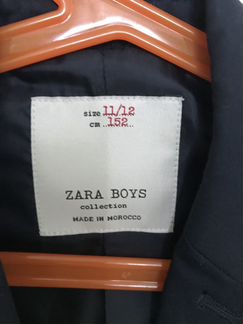 size 11/12
cm 152
ZARA BOYS
collection
MADE IN MOROCCO